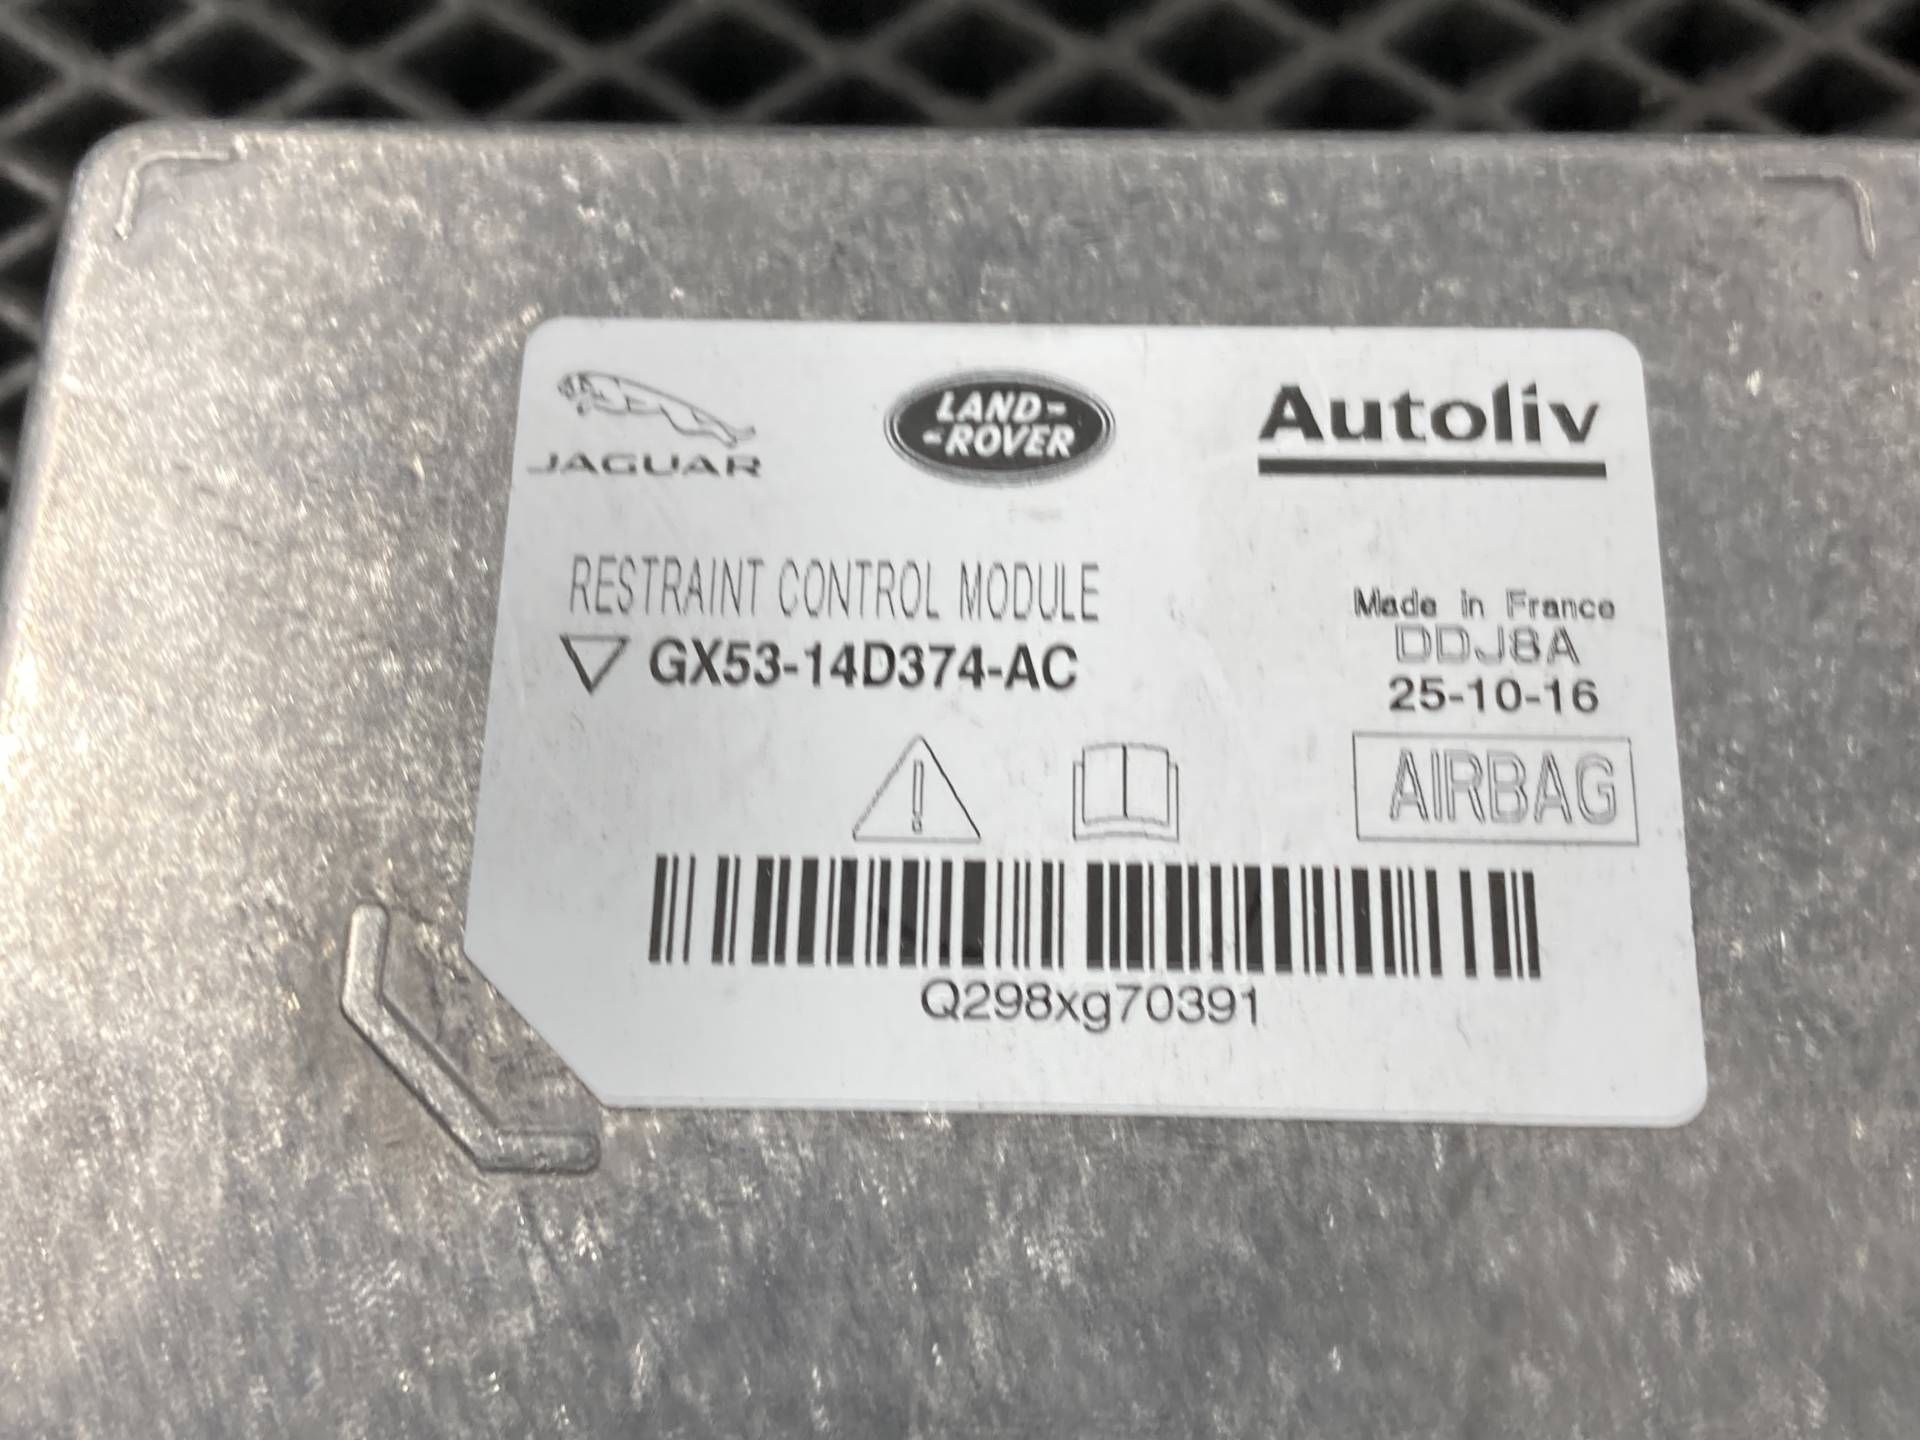 JAGUAR
LAND-
-ROVER
Autoliv
RESTRAINT CONTROL MODULE
GX53-14D374-AC
Made in France
DDJ8A
25-10-16
AIRBAG
Q298xg70391